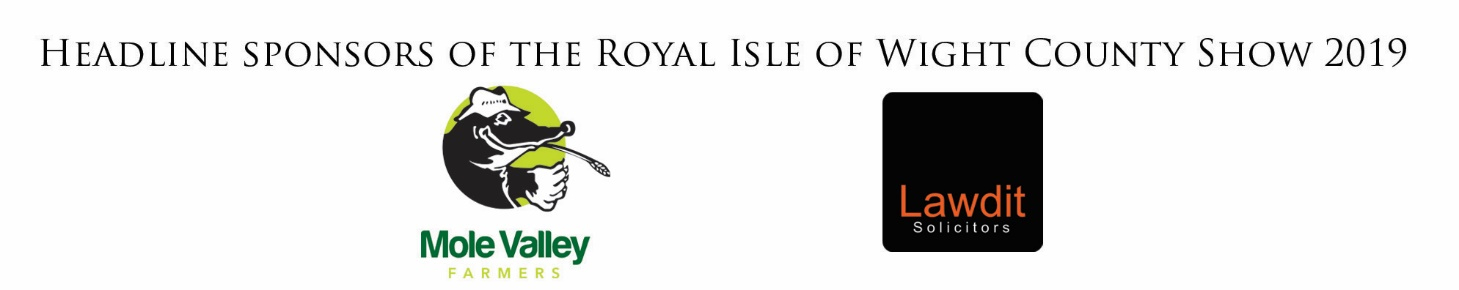 Headline sponsors of the Royal Isle of Wight County Show 2019
Mole Valley
FARMERS
Lawdit
Solicitors